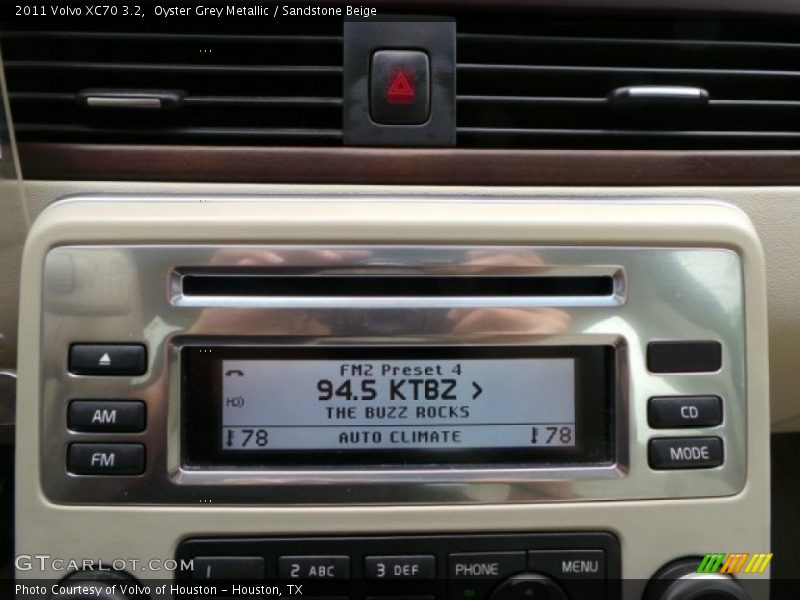 2011 Volvo XC70 3.2,  Oyster Grey Metallic / Sandstone Beige
FM2 Preset 4
94.5 KTBZ >
HD)
THE BUZZ ROCKS
78 AUTO CLIMATE 78
AM
FM
CD
MODE
1
2 ABC
3 DEF
PHONE
MENU
GTCARLOT.COM
Photo Courtesy of Volvo of Houston - Houston, TX